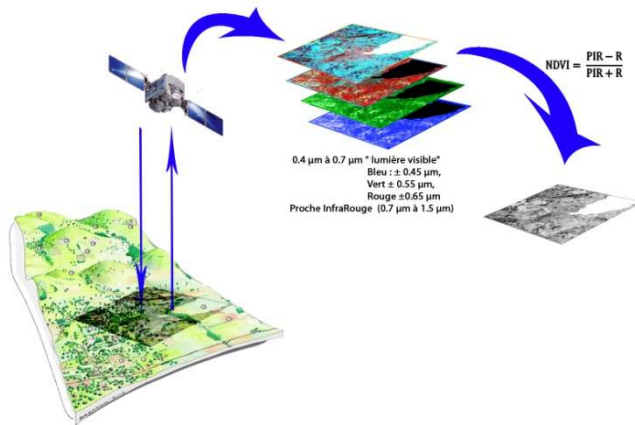 NDVI = PIR − R
PIR + R
0.4 µm à 0.7 µm " lumière visible"
Bleu : ± 0.45 µm,
Vert ± 0.55 µm,
Rouge ±0.65 µm
Proche InfraRouge (0.7 µm à 1.5 µm)